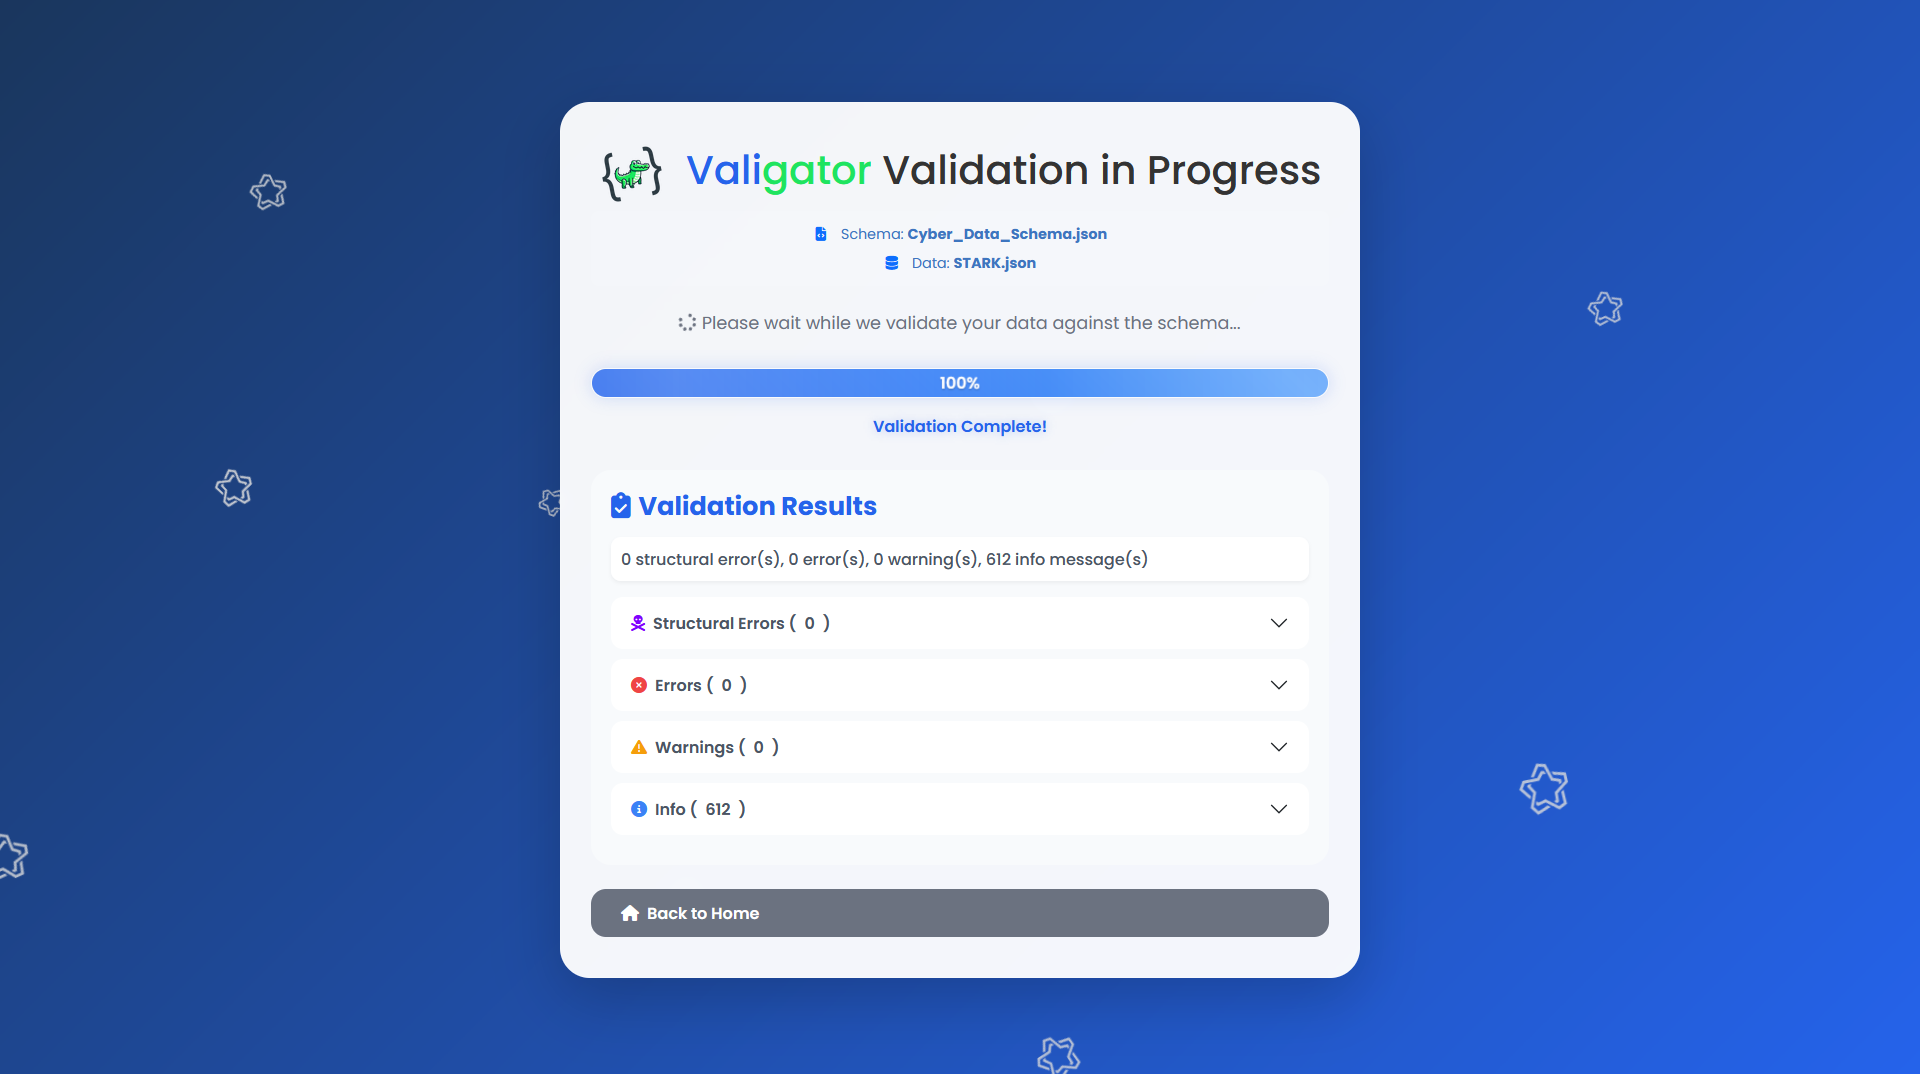 Valigator Validation in Progress
Schema: Cyber_Data_Schema.json
Data: STARK.json
Please wait while we validate your data against the schema...
100%
Validation Complete!
Validation Results
0 structural error(s), 0 error(s), 0 warning(s), 612 info message(s)
Structural Errors ( 0 )
Errors ( 0 )
Warnings ( 0 )
Info ( 612 )
Back to Home